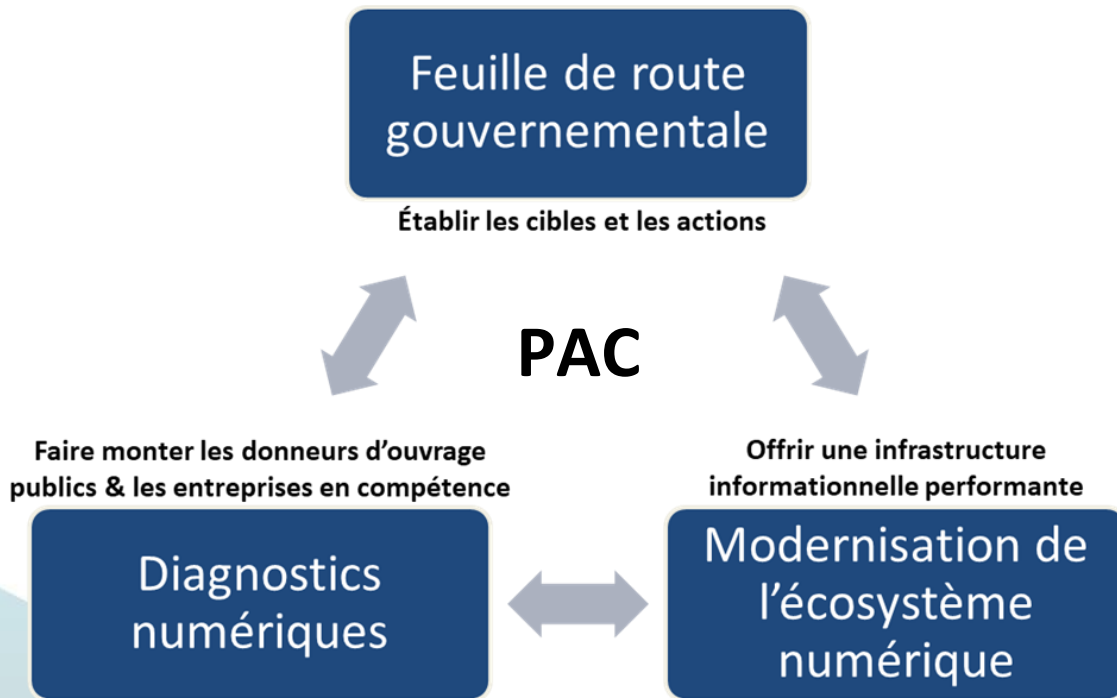 Feuille de route
gouvernementale
Établir les cibles et les actions
PAC
Faire monter les donneurs d'ouvrage
publics & les entreprises en compétence
Diagnostics
numériques
Offrir une infrastructure
informationnelle performante
Modernisation de
l'écosystème
numérique